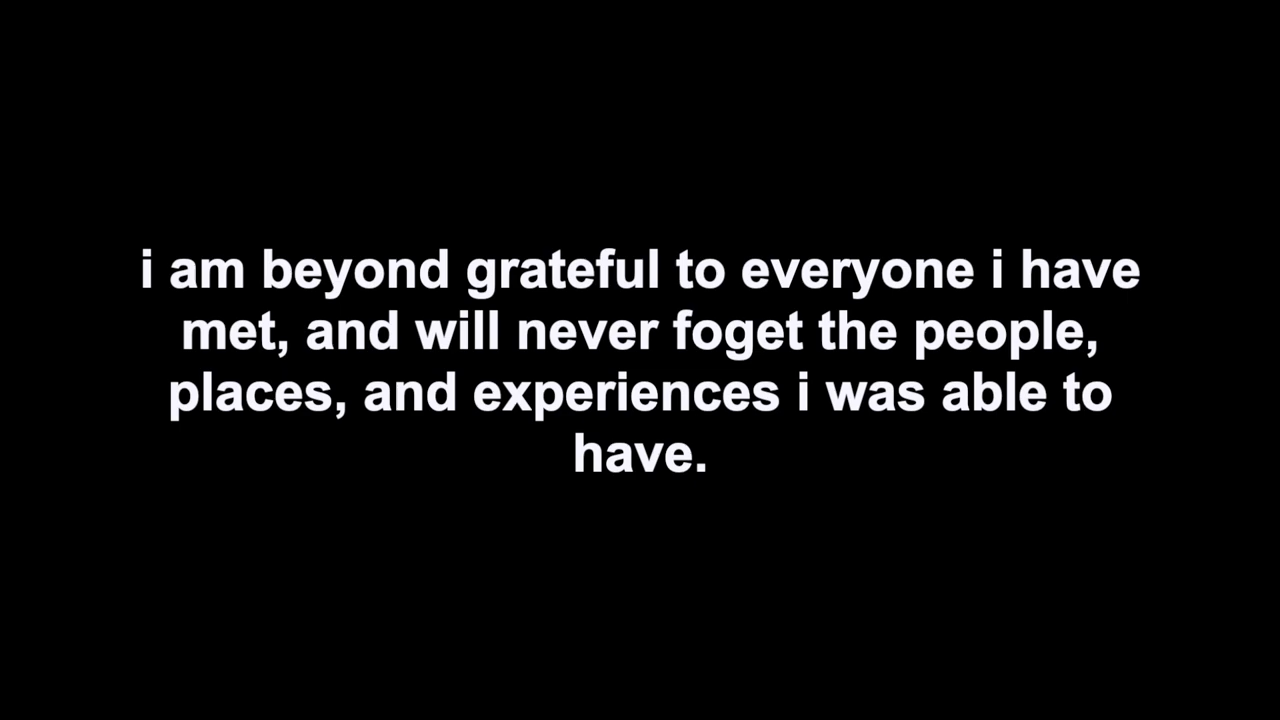 i am beyond grateful to everyone i have
met, and will never foget the people,
places, and experiences i was able to
have.